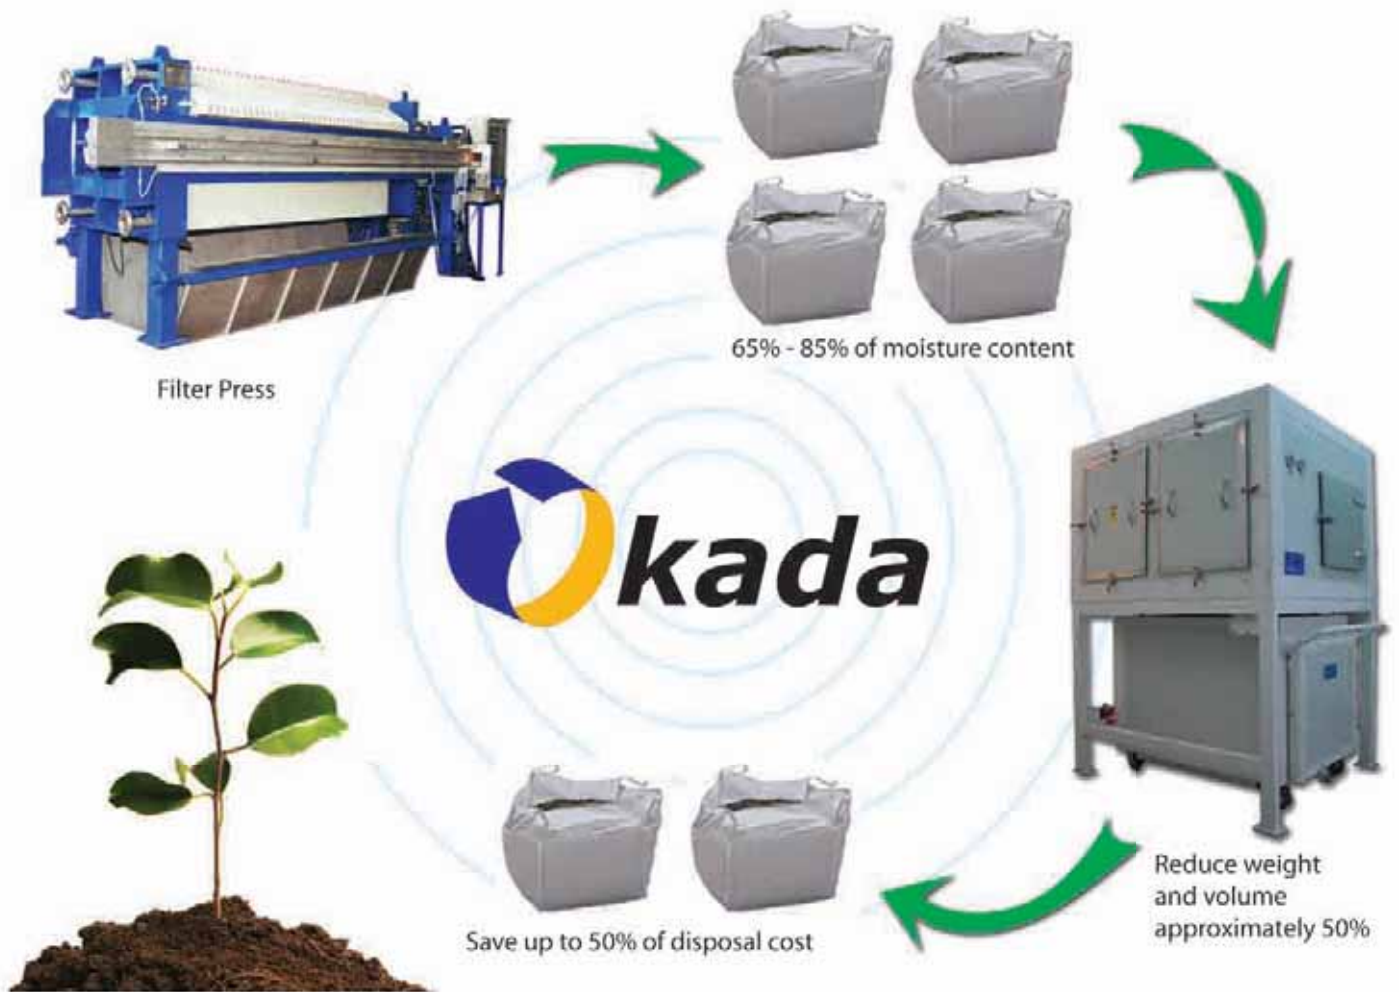 65% - 85% of moisture content
Filter Press
Okada
Reduce weight
and volume
approximately 50%
Save up to 50% of disposal cost